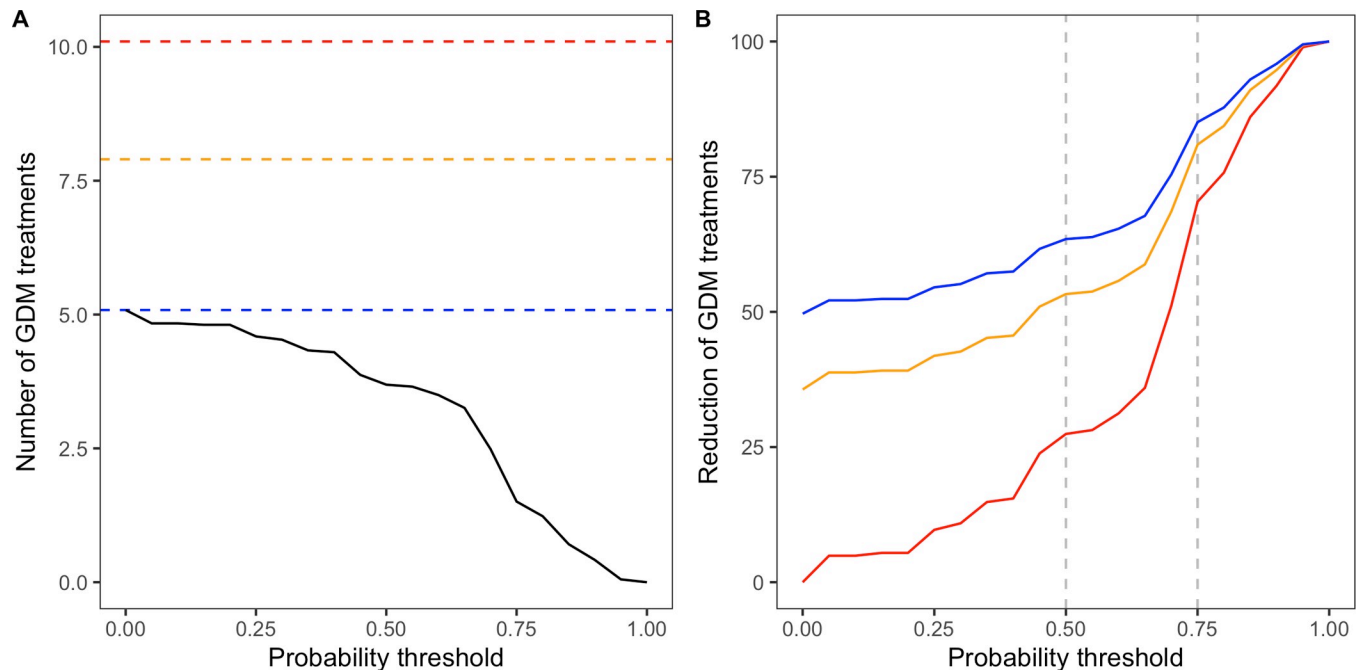 A
Number of GDM treatments
10.0
7.5
5.0
2.5
0.0
0.00 0.25 0.50 0.75 1.00
Probability threshold
B
Reduction of GDM treatments
100
75
50
25
0
0.00 0.25 0.50 0.75 1.00
Probability threshold